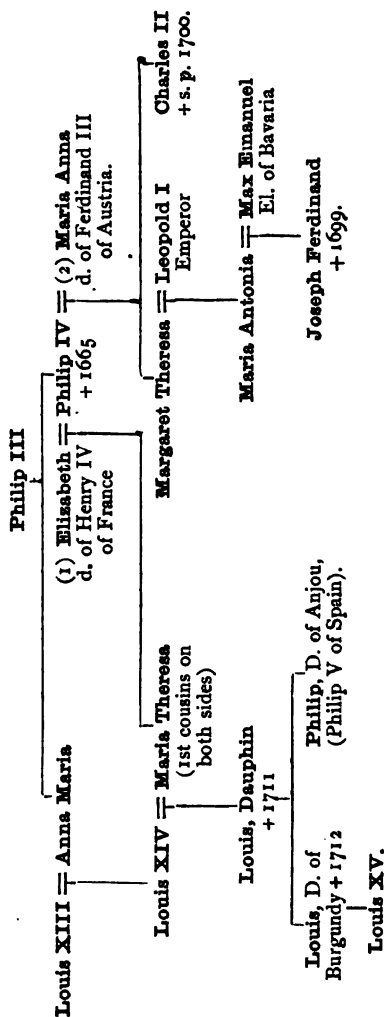 Philip III
Louis XIII = Anna Maria
(1) Elizabeth = Philip IV = (2) Maria Anna
d. of Henry IV + 1665 d. of Ferdinand III
of France of Austria.
Louis XIV = Maria Theresa
(1st cousins on
both sides)
Margaret Theresa = Leopold I
Emperor
Charles II
+ s. p. 1700.
Louis, Dauphin
+ 1711
Maria Antonia = Max Emanuel
El. of Bavaria
Louis, D. of
Burgundy + 1712
Philip, D. of Anjou,
(Philip V of Spain).
Joseph Ferdinand
+ 1699.
Louis XV.